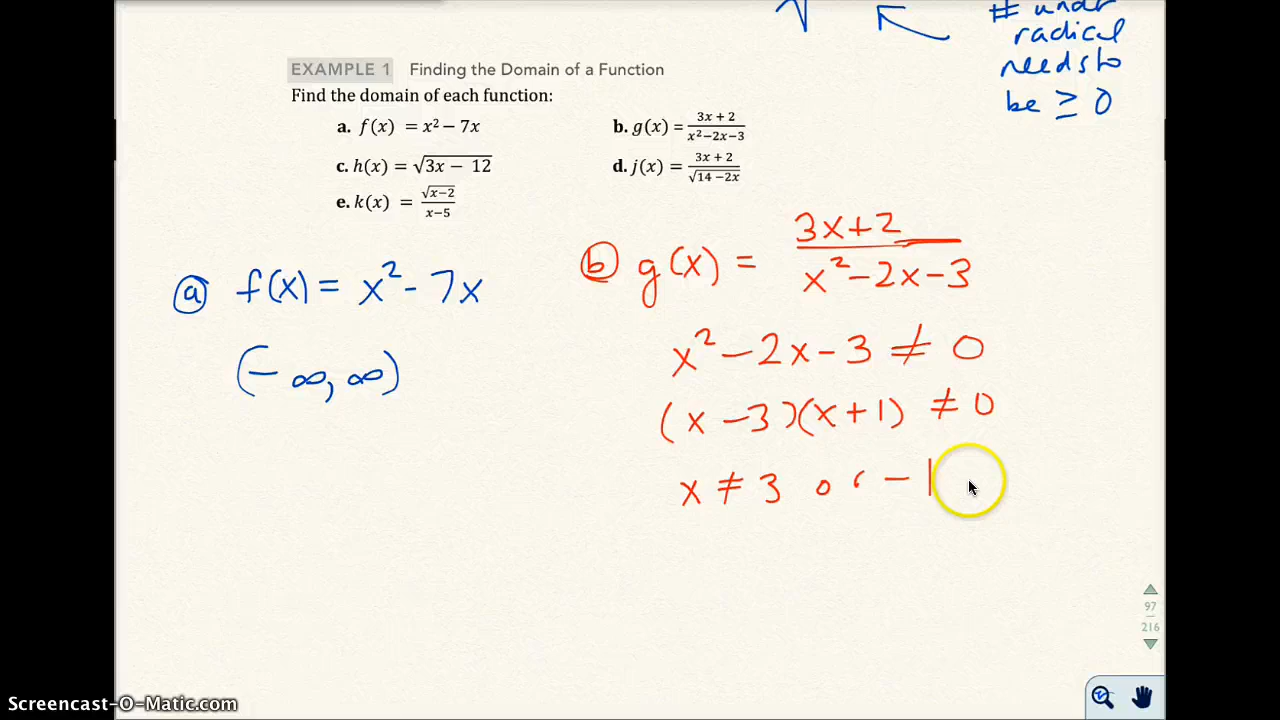 # under
radical
needs to
be ≥ 0
EXAMPLE 1 Finding the Domain of a Function
Find the domain of each function:
a. f(x) = x² − 7x
b. g(x) = (3x + 2)/(x²−2x−3)
c. h(x) = √(3x − 12)
d. j(x) = (3x + 2)/√(14 −2x)
e. k(x) = √(x−2)/(x−5)
ⓐ f(x) = x² - 7x
(-∞, ∞)
ⓑ g(x) = (3x+2)/(x²-2x-3)
x² - 2x - 3 ≠ 0
(x - 3)(x + 1) ≠ 0
x ≠ 3 or - 1
97
216
Screencast-O-Matic.com